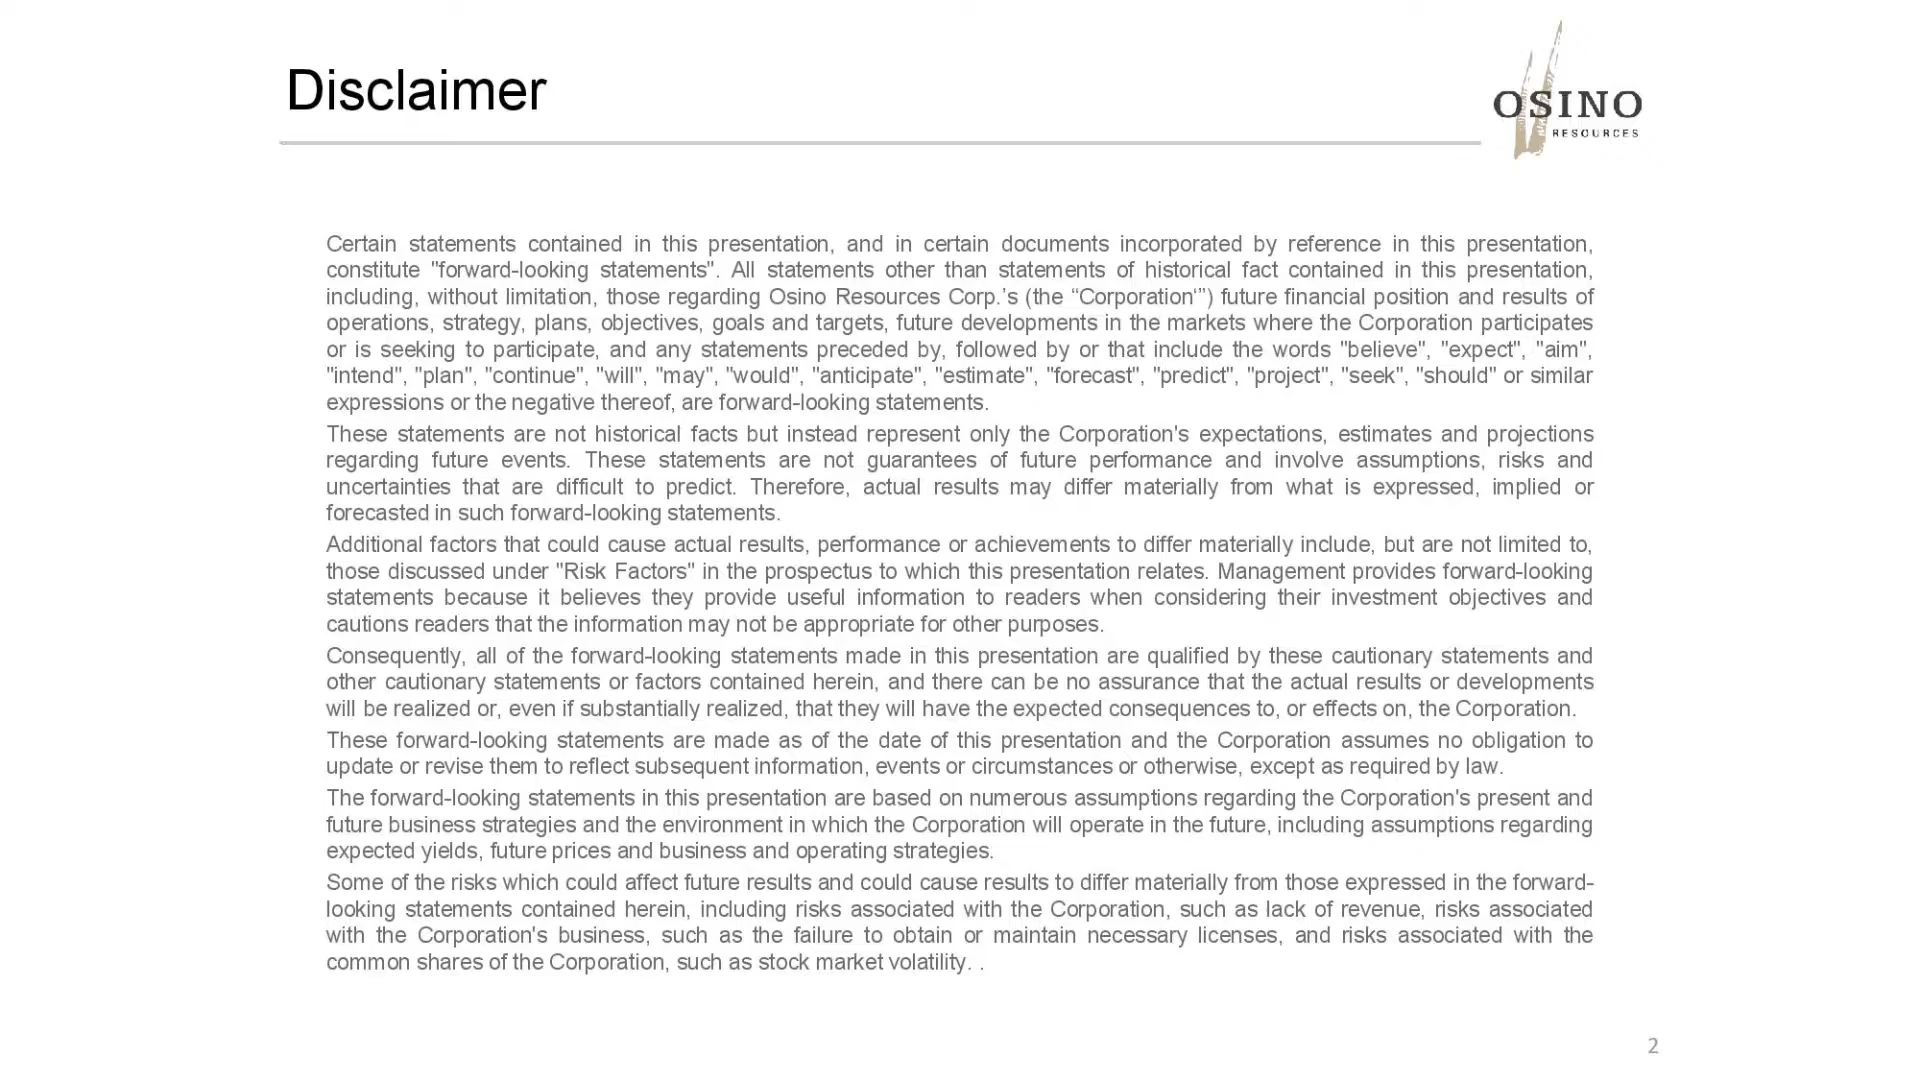 Disclaimer
OSINO
RESOURCES
Certain statements contained in this presentation, and in certain documents incorporated by reference in this presentation,
constitute "forward-looking statements". All statements other than statements of historical fact contained in this presentation,
including, without limitation, those regarding Osino Resources Corp.’s (the “Corporation‘”) future financial position and results of
operations, strategy, plans, objectives, goals and targets, future developments in the markets where the Corporation participates
or is seeking to participate, and any statements preceded by, followed by or that include the words "believe", "expect", "aim",
"intend", "plan", "continue", "will", "may", "would", "anticipate", "estimate", "forecast", "predict", "project", "seek", "should" or similar
expressions or the negative thereof, are forward-looking statements.
These statements are not historical facts but instead represent only the Corporation's expectations, estimates and projections
regarding future events. These statements are not guarantees of future performance and involve assumptions, risks and
uncertainties that are difficult to predict. Therefore, actual results may differ materially from what is expressed, implied or
forecasted in such forward-looking statements.
Additional factors that could cause actual results, performance or achievements to differ materially include, but are not limited to,
those discussed under "Risk Factors" in the prospectus to which this presentation relates. Management provides forward-looking
statements because it believes they provide useful information to readers when considering their investment objectives and
cautions readers that the information may not be appropriate for other purposes.
Consequently, all of the forward-looking statements made in this presentation are qualified by these cautionary statements and
other cautionary statements or factors contained herein, and there can be no assurance that the actual results or developments
will be realized or, even if substantially realized, that they will have the expected consequences to, or effects on, the Corporation.
These forward-looking statements are made as of the date of this presentation and the Corporation assumes no obligation to
update or revise them to reflect subsequent information, events or circumstances or otherwise, except as required by law.
The forward-looking statements in this presentation are based on numerous assumptions regarding the Corporation's present and
future business strategies and the environment in which the Corporation will operate in the future, including assumptions regarding
expected yields, future prices and business and operating strategies.
Some of the risks which could affect future results and could cause results to differ materially from those expressed in the forward-
looking statements contained herein, including risks associated with the Corporation, such as lack of revenue, risks associated
with the Corporation's business, such as the failure to obtain or maintain necessary licenses, and risks associated with the
common shares of the Corporation, such as stock market volatility. .
2